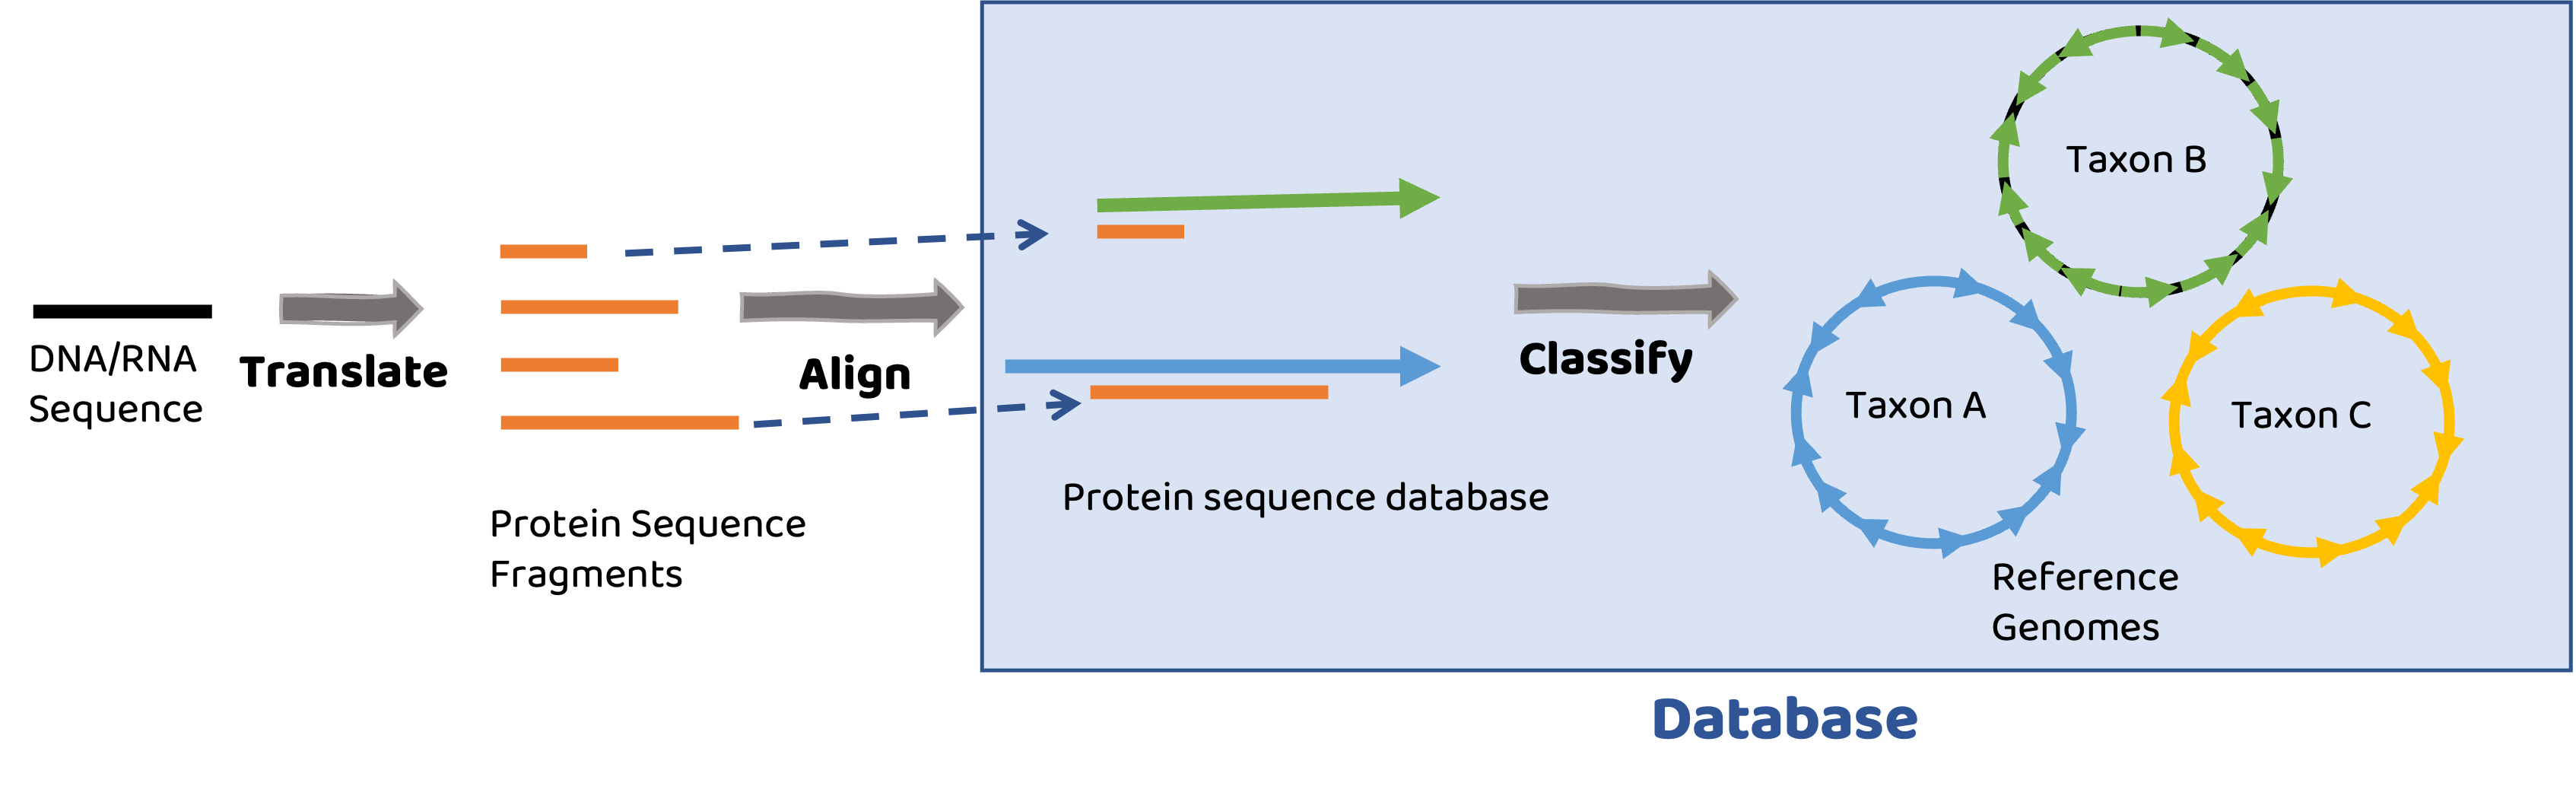 DNA/RNA
Sequence
Translate
Protein Sequence
Fragments
Align
Protein sequence database
Classify
Taxon B
Taxon A
Taxon C
Reference
Genomes
Database